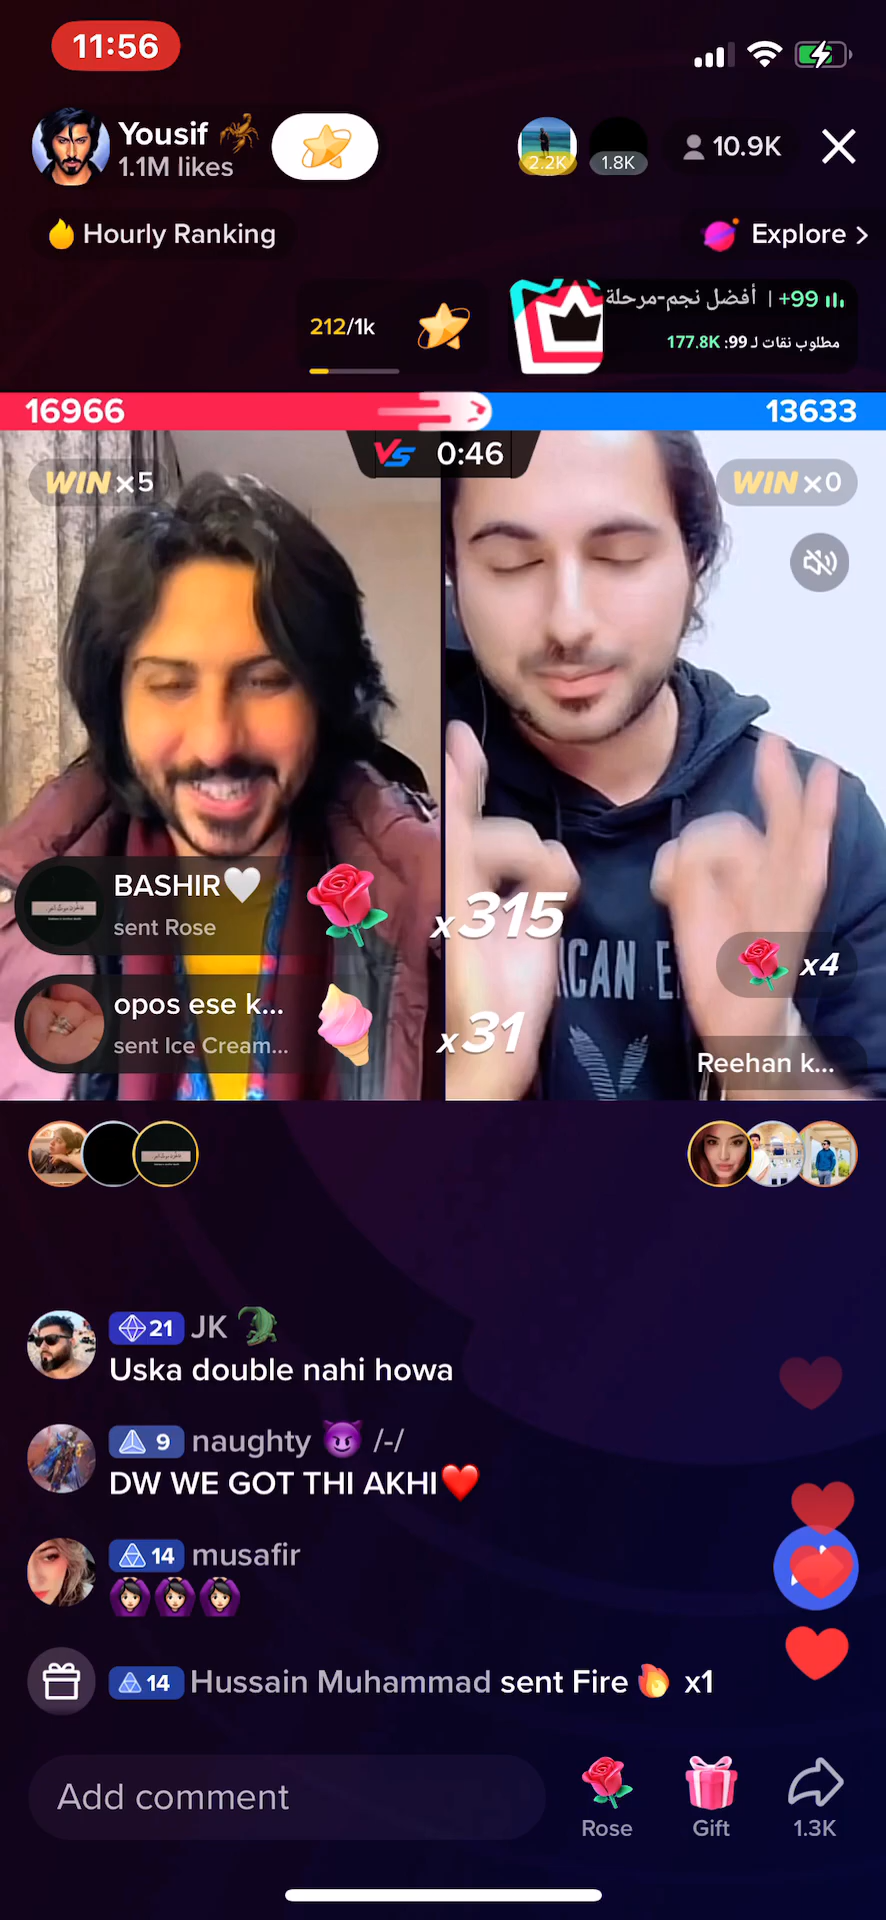 11:56
Yousif
1.1M likes
2.2K
1.8K
10.9K
Hourly Ranking
Explore >
212/1k
أفضل نجم-مرحلة | +99
مطلوب نقات لـ 99: 177.8K
16966
13633
WIN x5
VS 0:46
WIN x0
BASHIR🤍
sent Rose
x315
x4
opos ese k...
sent Ice Cream...
x31
ICAN E
Reehan k...
21 JK 🐊
Uska double nahi howa
9 naughty 😈 /-/
DW WE GOT THI AKHI❤️
14 musafir
🙆🏻‍♀️🙆🏻‍♀️🙆🏻‍♀️
14 Hussain Muhammad sent Fire 🔥 x1
Add comment
Rose
Gift
1.3K